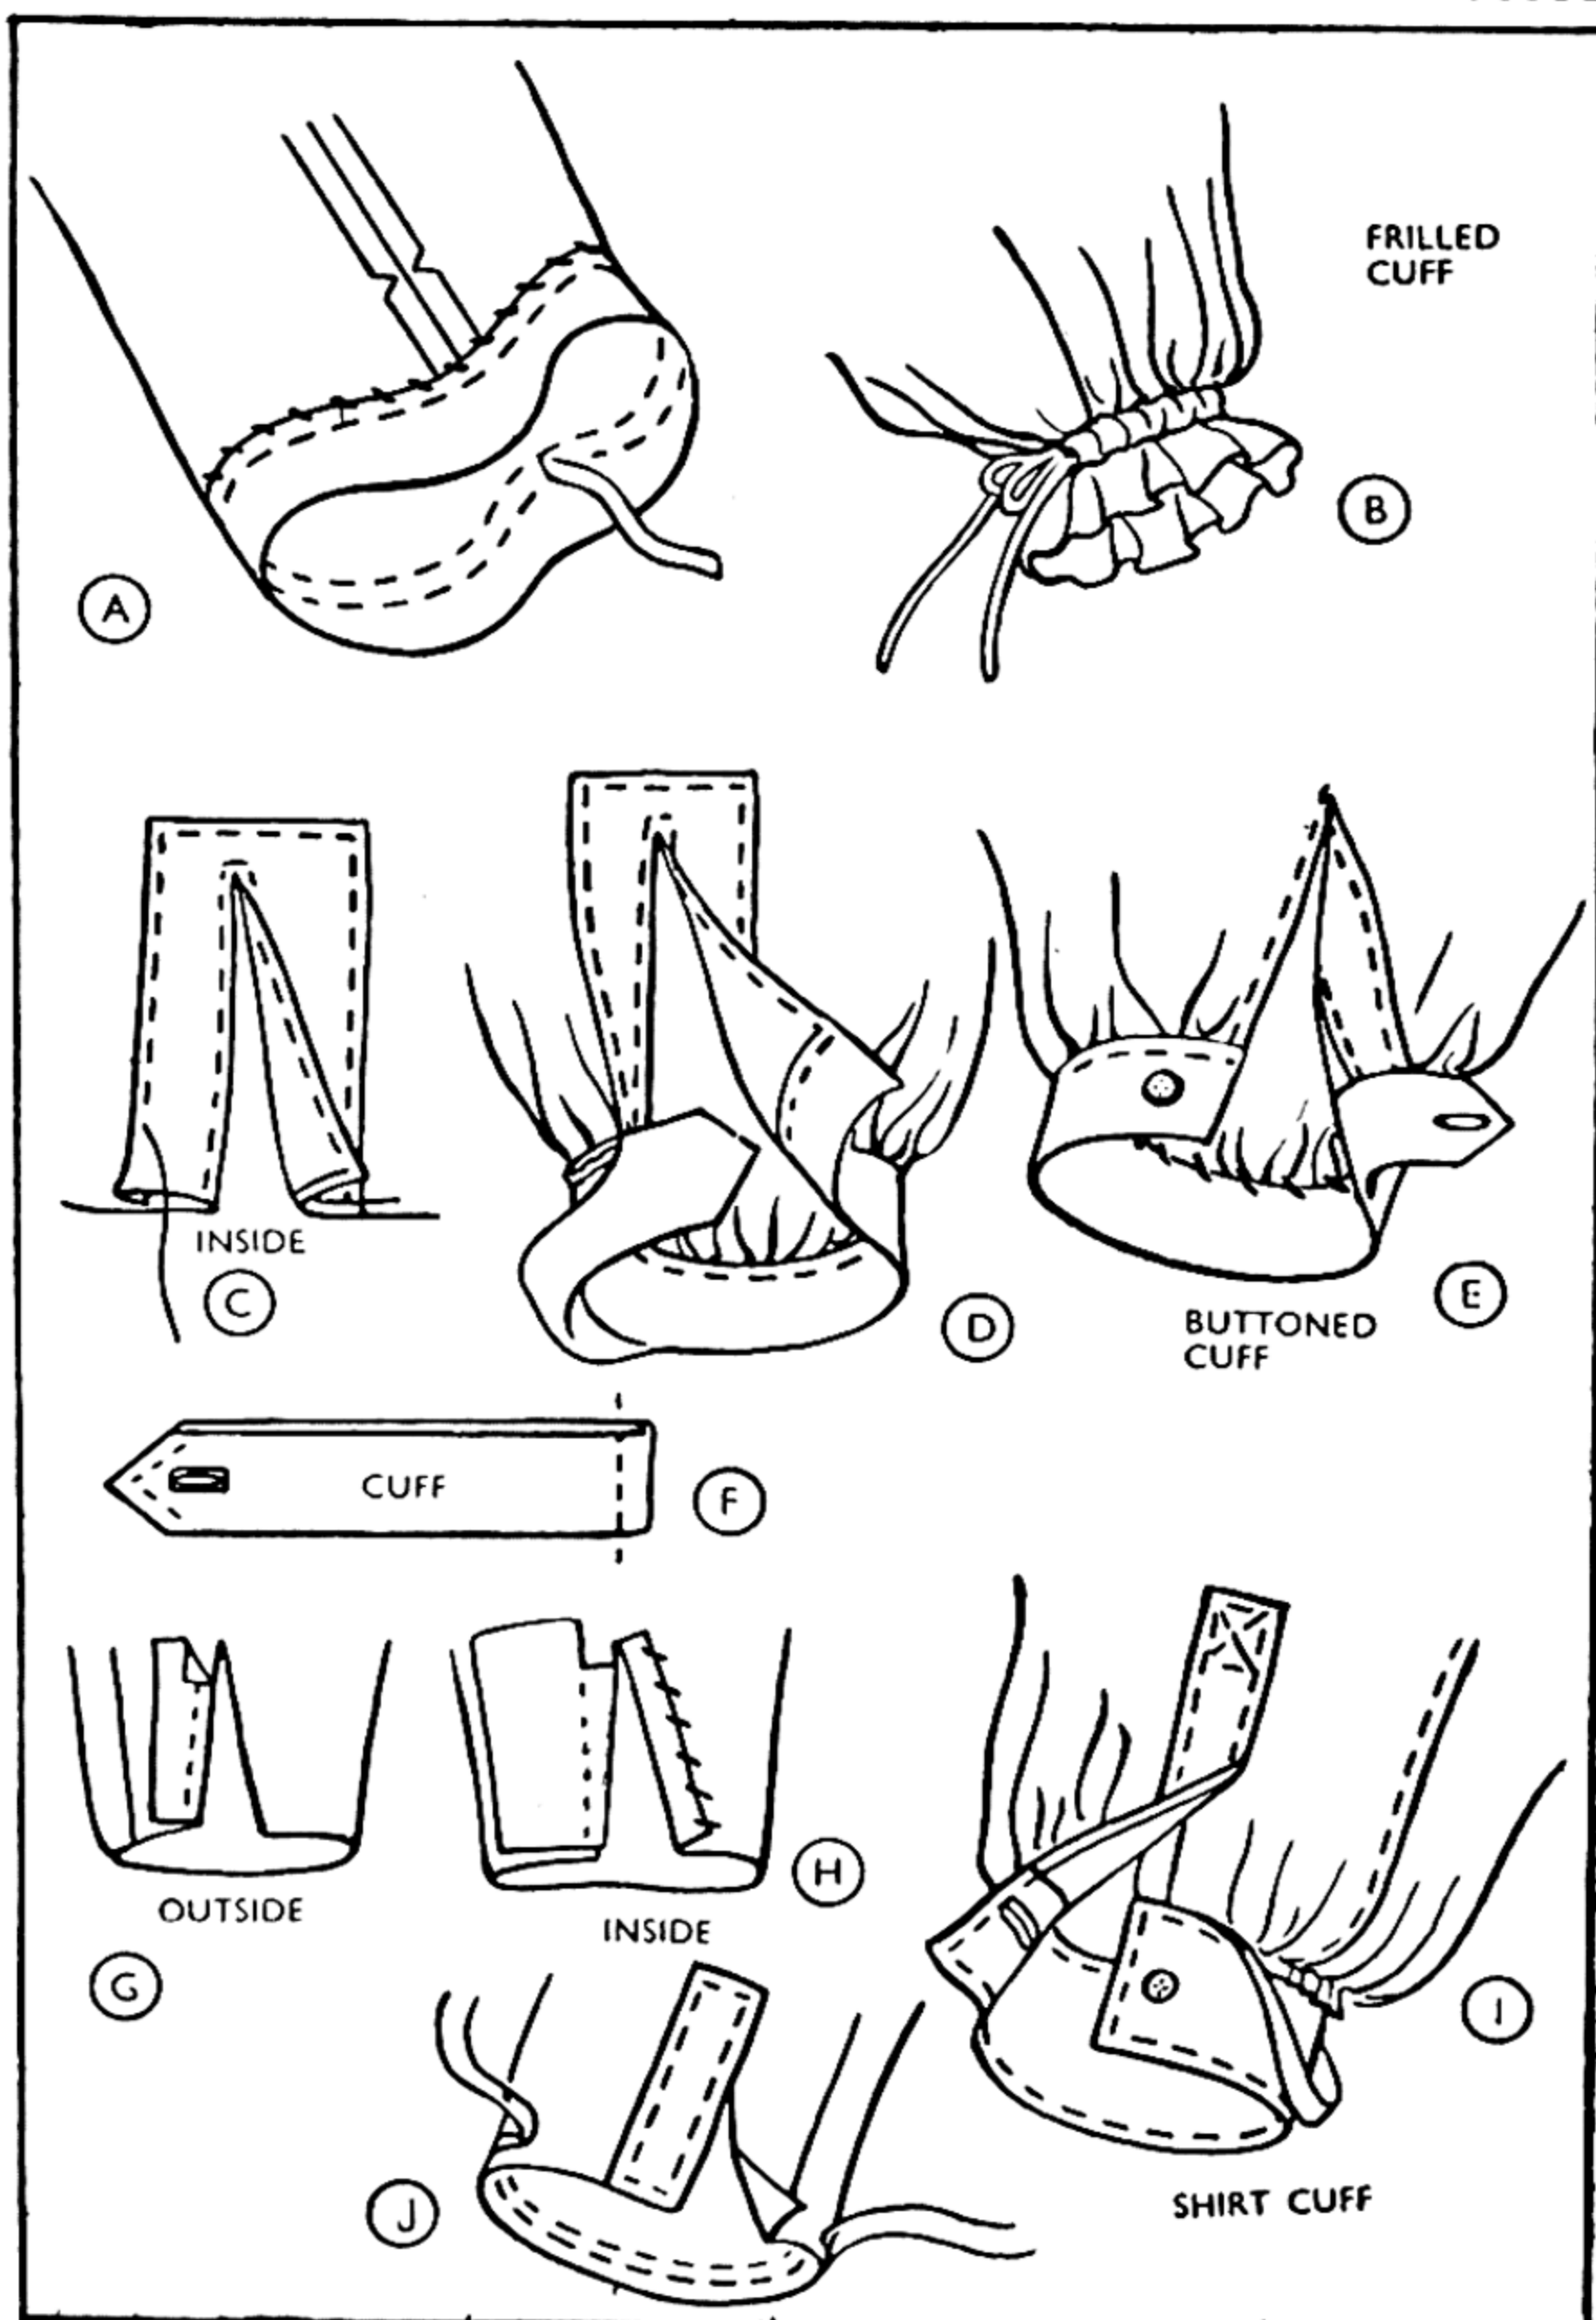 FRILLED
CUFF
B
A
INSIDE
C
D
E
BUTTONED
CUFF
CUFF
F
OUTSIDE
G
INSIDE
H
I
J
SHIRT CUFF